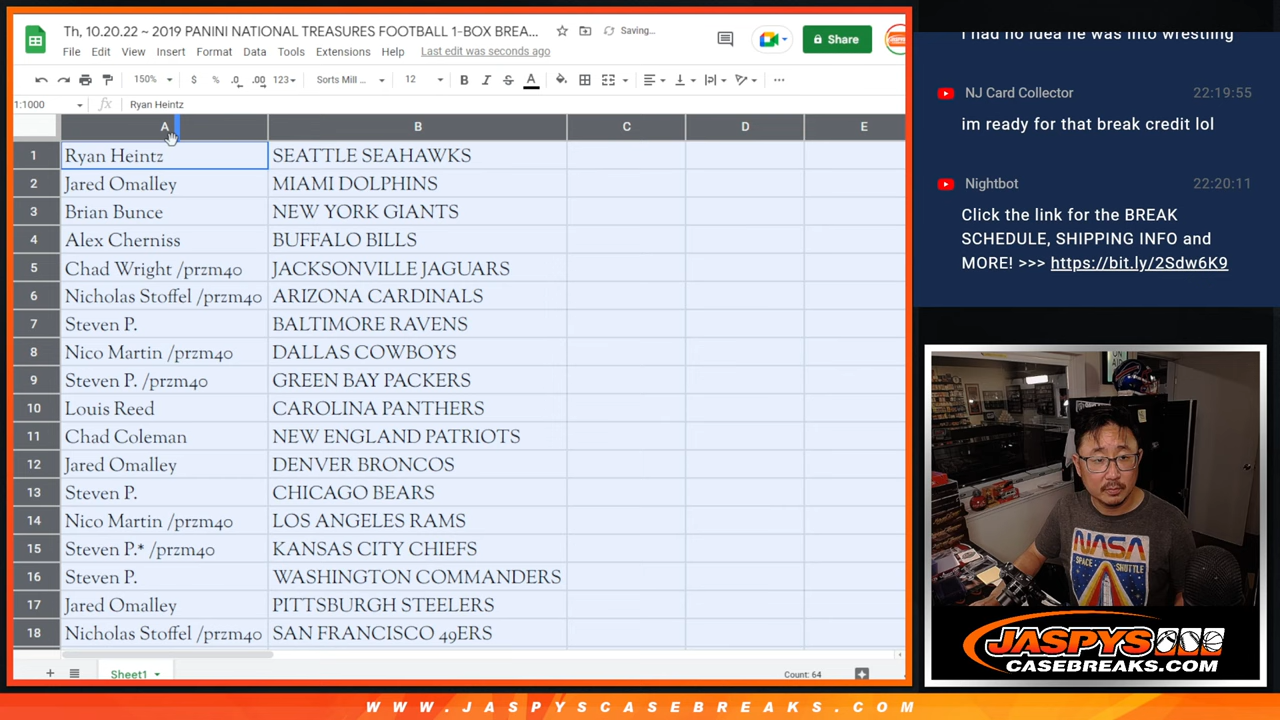 Th, 10.20.22 ~ 2019 PANINI NATIONAL TREASURES FOOTBALL 1-BOX BREA...
Saving...
Share
File Edit View Insert Format Data Tools Extensions Help Last edit was seconds ago
150% $ % .0 .00 123 Sorts Mill ... 12 B I S A
1:1000 fx Ryan Heintz
A B C D E
1 Ryan Heintz SEATTLE SEAHAWKS
2 Jared Omalley MIAMI DOLPHINS
3 Brian Bunce NEW YORK GIANTS
4 Alex Cherniss BUFFALO BILLS
5 Chad Wright /przm40 JACKSONVILLE JAGUARS
6 Nicholas Stoffel /przm40 ARIZONA CARDINALS
7 Steven P. BALTIMORE RAVENS
8 Nico Martin /przm40 DALLAS COWBOYS
9 Steven P. /przm40 GREEN BAY PACKERS
10 Louis Reed CAROLINA PANTHERS
11 Chad Coleman NEW ENGLAND PATRIOTS
12 Jared Omalley DENVER BRONCOS
13 Steven P. CHICAGO BEARS
14 Nico Martin /przm40 LOS ANGELES RAMS
15 Steven P.* /przm40 KANSAS CITY CHIEFS
16 Steven P. WASHINGTON COMMANDERS
17 Jared Omalley PITTSBURGH STEELERS
18 Nicholas Stoffel /przm40 SAN FRANCISCO 49ERS
Sheet1 Count: 64
I had no idea he was into wrestling
NJ Card Collector 22:19:55
im ready for that break credit lol
Nightbot 22:20:11
Click the link for the BREAK
SCHEDULE, SHIPPING INFO and
MORE! >>> https://bit.ly/2Sdw6K9
NASA
SPACE SHUTTLE
JASPYS
CASEBREAKS.COM
WWW.JASPYSCASEBREAKS.COM